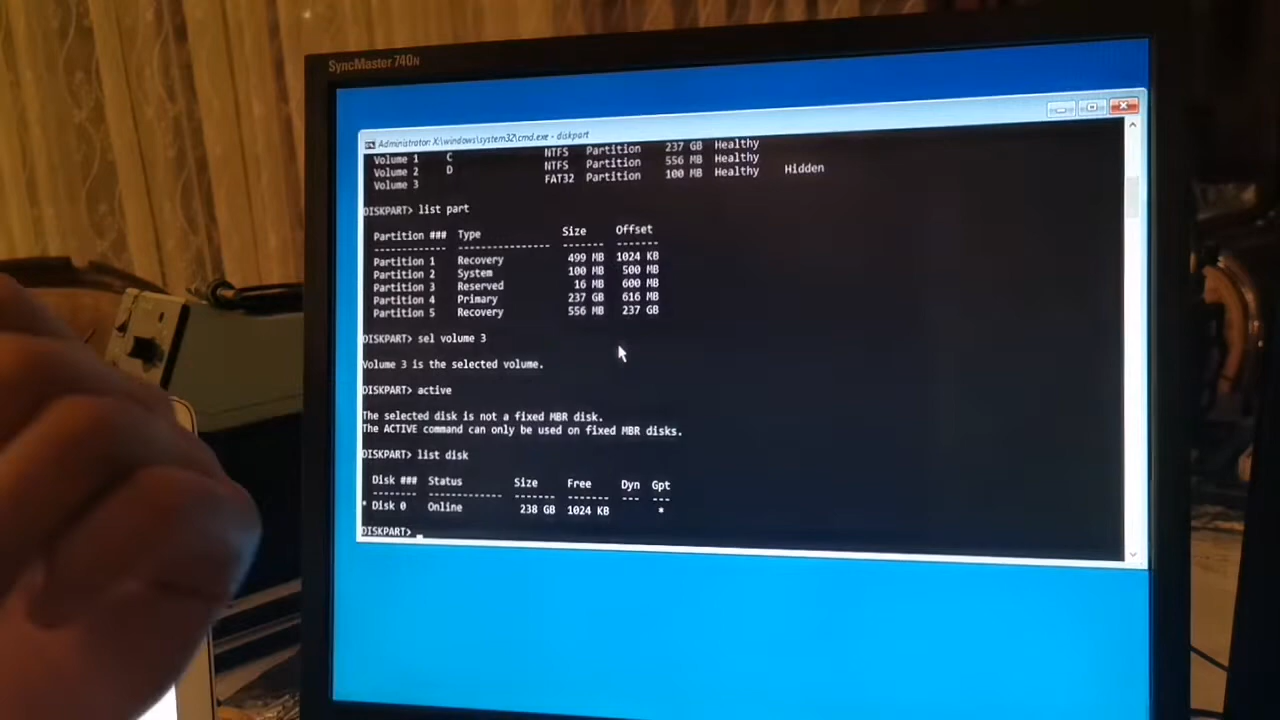 SyncMaster 740N
Administrator: X:\windows\system32\cmd.exe - diskpart
Volume 1 C NTFS Partition 237 GB Healthy
Volume 2 D NTFS Partition 556 MB Healthy
Volume 3 FAT32 Partition 100 MB Healthy Hidden
DISKPART> list part
Partition ### Type Size Offset
------------- ---------------- ------- -------
Partition 1 Recovery 499 MB 1024 KB
Partition 2 System 100 MB 500 MB
Partition 3 Reserved 16 MB 600 MB
Partition 4 Primary 237 GB 616 MB
Partition 5 Recovery 556 MB 237 GB
DISKPART> sel volume 3
Volume 3 is the selected volume.
DISKPART> active
The selected disk is not a fixed MBR disk.
The ACTIVE command can only be used on fixed MBR disks.
DISKPART> list disk
Disk ### Status Size Free Dyn Gpt
-------- ------------- ------- ------- --- ---
* Disk 0 Online 238 GB 1024 KB *
DISKPART>